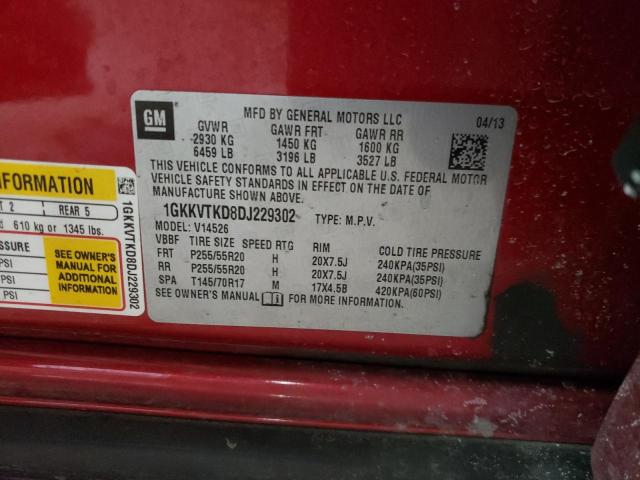 GM
MFD BY GENERAL MOTORS LLC
04/13
GVWR GAWR FRT GAWR RR
2930 KG 1450 KG 1600 KG
6459 LB 3196 LB 3527 LB
THIS VEHICLE CONFORMS TO ALL APPLICABLE U.S. FEDERAL MOTOR
VEHICLE SAFETY STANDARDS IN EFFECT ON THE DATE OF
MANUFACTURE SHOWN ABOVE.
1GKKVTKD8DJ229302 TYPE: M.P.V.
MODEL: V14526
VBBF TIRE SIZE SPEED RTG RIM COLD TIRE PRESSURE
FRT P255/55R20 H 20X7.5J 240KPA(35PSI)
RR P255/55R20 H 20X7.5J 240KPA(35PSI)
SPA T145/70R17 M 17X4.5B 420KPA(60PSI)
SEE OWNER'S MANUAL FOR MORE INFORMATION
INFORMATION
2 REAR 5
610 kg or 1345 lbs.
SSURE
PSI
PSI
PSI
SEE OWNER'S
MANUAL FOR
ADDITIONAL
INFORMATION
1GKKVTKD8DJ229302